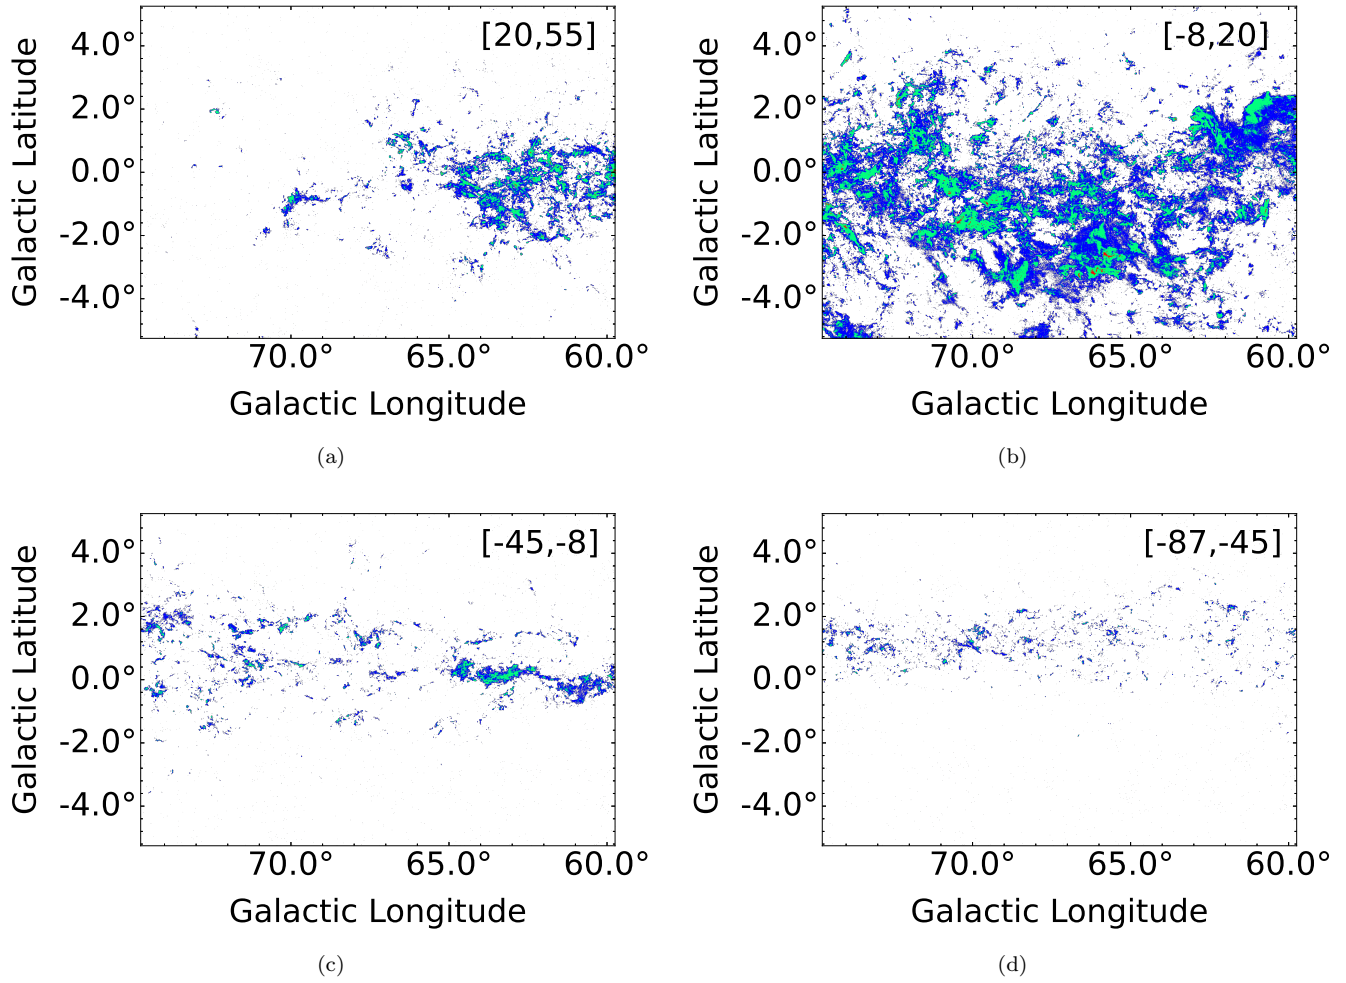 [20,55]
4.0°
2.0°
0.0°
-2.0°
-4.0°
Galactic Latitude
70.0° 65.0° 60.0°
Galactic Longitude
(a)
[-8,20]
4.0°
2.0°
0.0°
-2.0°
-4.0°
Galactic Latitude
70.0° 65.0° 60.0°
Galactic Longitude
(b)
[-45,-8]
4.0°
2.0°
0.0°
-2.0°
-4.0°
Galactic Latitude
70.0° 65.0° 60.0°
Galactic Longitude
(c)
[-87,-45]
4.0°
2.0°
0.0°
-2.0°
-4.0°
Galactic Latitude
70.0° 65.0° 60.0°
Galactic Longitude
(d)